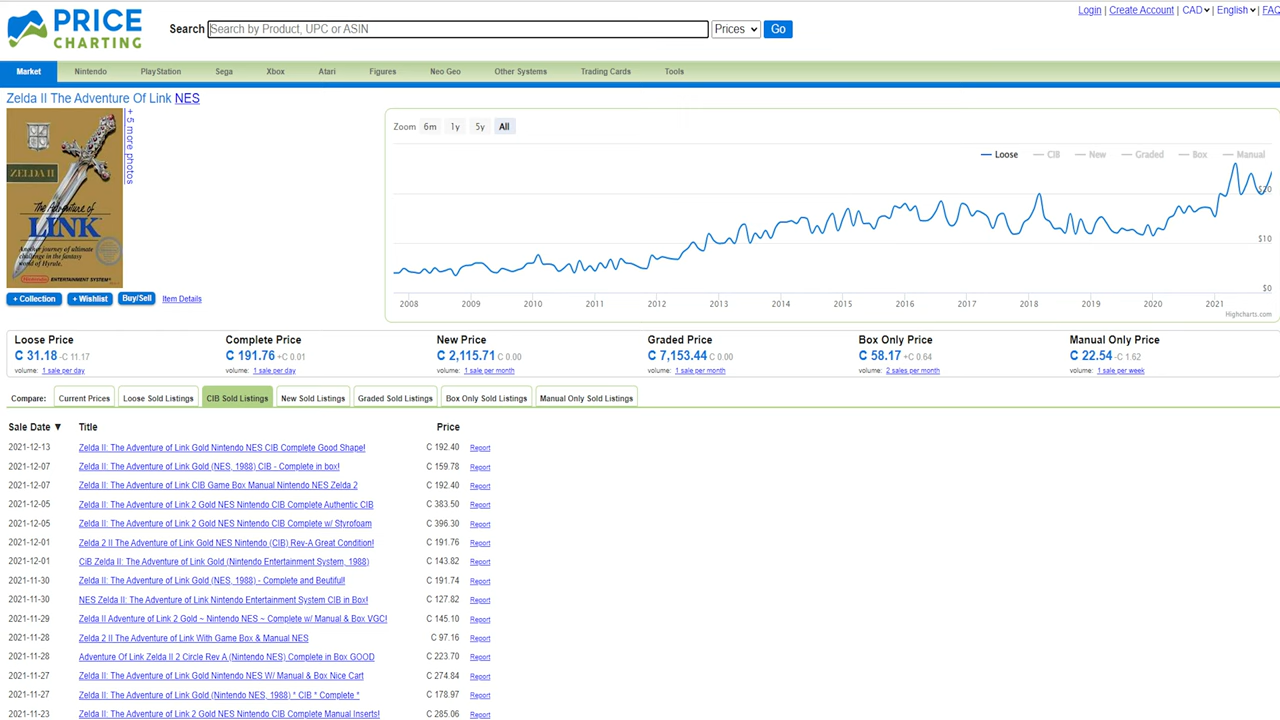 PRICE
CHARTING
Search Search by Product, UPC or ASIN Prices Go
Login | Create Account | CAD | English | FAQ
Market Nintendo PlayStation Sega Xbox Atari Figures Neo Geo Other Systems Trading Cards Tools
Zelda II The Adventure Of Link NES
+ 5 more photos
ZELDA II
The Adventure of
LINK
Another journey of ultimate
challenge in the fantasy
world of Hyrule.
Nintendo ENTERTAINMENT SYSTEM
+ Collection + Wishlist Buy/Sell Item Details
Zoom 6m 1y 5y All
Loose CIB New Graded Box Manual
$20
$10
$0
2008 2009 2010 2011 2012 2013 2014 2015 2016 2017 2018 2019 2020 2021
Highcharts.com
Loose Price Complete Price New Price Graded Price Box Only Price Manual Only Price
C 31.18 -C 11.17 C 191.76 +C 0.01 C 2,115.71 C 0.00 C 7,153.44 C 0.00 C 58.17 +C 0.64 C 22.54 -C 1.62
volume: 1 sale per day volume: 1 sale per day volume: 1 sale per month volume: 1 sale per month volume: 2 sales per month volume: 1 sale per week
Compare: Current Prices Loose Sold Listings CIB Sold Listings New Sold Listings Graded Sold Listings Box Only Sold Listings Manual Only Sold Listings
Sale Date ▼ Title Price
2021-12-13 Zelda II: The Adventure of Link Gold Nintendo NES CIB Complete Good Shape! C 192.40 Report
2021-12-07 Zelda II: The Adventure of Link Gold (NES, 1988) CIB - Complete in box! C 159.78 Report
2021-12-07 Zelda II: The Adventure of Link CIB Game Box Manual Nintendo NES Zelda 2 C 192.40 Report
2021-12-05 Zelda II: The Adventure of Link 2 Gold NES Nintendo CIB Complete Authentic CIB C 383.50 Report
2021-12-05 Zelda II: The Adventure of Link 2 Gold NES Nintendo CIB Complete w/ Styrofoam C 396.30 Report
2021-12-01 Zelda 2 II The Adventure of Link Gold NES Nintendo (CIB) Rev-A Great Condition! C 191.76 Report
2021-12-01 CiB Zelda II: The Adventure of Link Gold (Nintendo Entertainment System, 1988) C 143.82 Report
2021-11-30 Zelda II: The Adventure of Link Gold (NES, 1988) - Complete and Beutiful! C 191.74 Report
2021-11-30 NES Zelda II: The Adventure of Link Nintendo Entertainment System CIB in Box! C 127.82 Report
2021-11-29 Zelda II Adventure of Link 2 Gold ~ Nintendo NES ~ Complete w/ Manual & Box VGC! C 145.10 Report
2021-11-28 Zelda 2 II The Adventure of Link With Game Box & Manual NES C 97.16 Report
2021-11-28 Adventure Of Link Zelda II 2 Circle Rev A (Nintendo NES) Complete in Box GOOD C 223.70 Report
2021-11-27 Zelda II: The Adventure of Link Gold Nintendo NES W/ Manual & Box Nice Cart C 274.84 Report
2021-11-27 Zelda II: The Adventure of Link Gold (Nintendo NES, 1988) * CIB * Complete * C 178.97 Report
2021-11-23 Zelda II: The Adventure of Link 2 Gold NES Nintendo CIB Complete Manual Inserts! C 285.06 Report